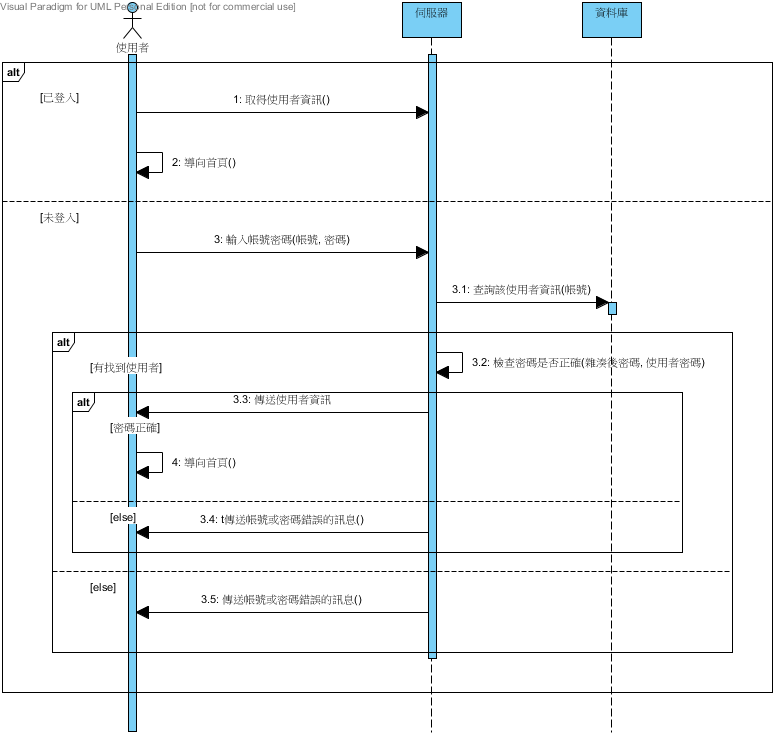 Visual Paradigm for UML Personal Edition [not for commercial use]
使用者
伺服器
資料庫
alt
[已登入]
1: 取得使用者資訊()
2: 導向首頁()
[未登入]
3: 輸入帳號密碼(帳號, 密碼)
3.1: 查詢該使用者資訊(帳號)
alt
[有找到使用者]
3.2: 檢查密碼是否正確(雜湊後密碼, 使用者密碼)
alt
3.3: 傳送使用者資訊
[密碼正確]
4: 導向首頁()
[else]
3.4: t傳送帳號或密碼錯誤的訊息()
[else]
3.5: 傳送帳號或密碼錯誤的訊息()